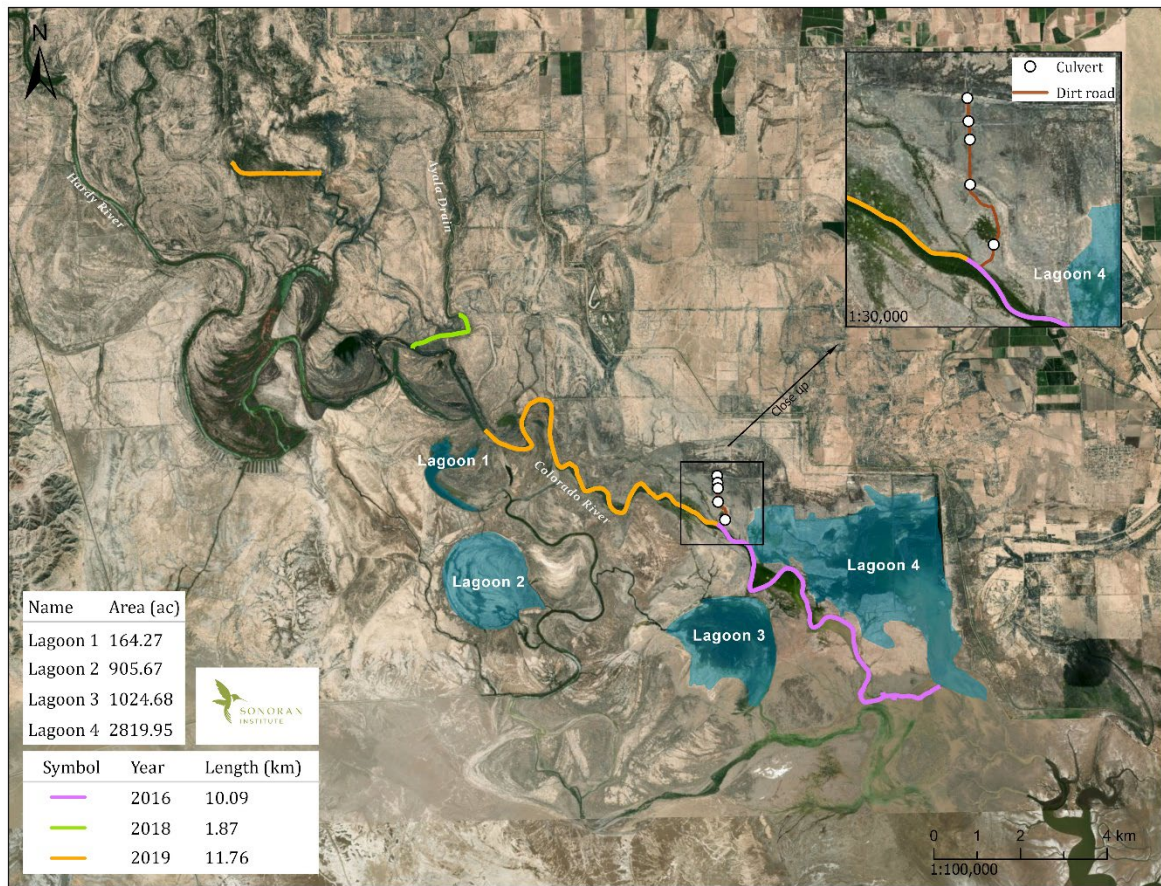 N
Hardy River
Ayala Drain
Culvert
Dirt road
Lagoon 4
1:30,000
Close up
Lagoon 1
Colorado River
Lagoon 2
Lagoon 4
Lagoon 3
Name Area (ac)
Lagoon 1 164.27
Lagoon 2 905.67
Lagoon 3 1024.68
Lagoon 4 2819.95
SONORAN
INSTITUTE
Symbol Year Length (km)
2016 10.09
2018 1.87
2019 11.76
0 1 2 4 km
1:100,000